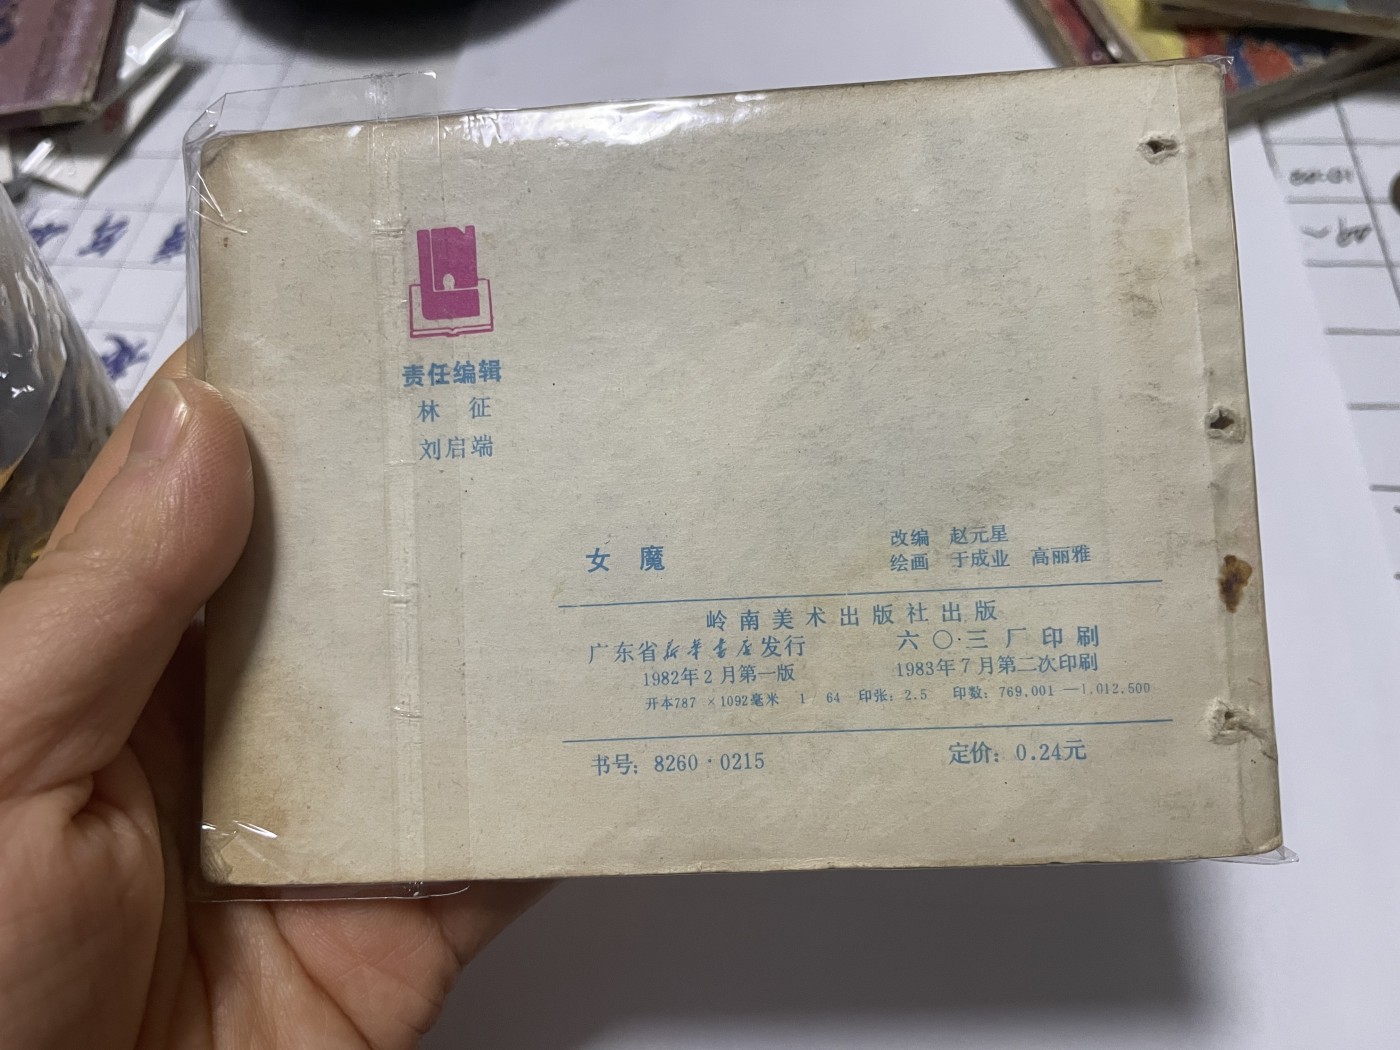 责任编辑
林 征
刘启端
女 魔
改编 赵元星
绘画 于成业 高丽雅
岭南美术出版社出版
广东省新华书店发行 六〇·三厂印刷
1982年2月第一版 1983年7月第二次印刷
开本787×1092毫米 1/64 印张：2.5 印数：769,001—1,012,500
书号：8260·0215 定价：0.24元